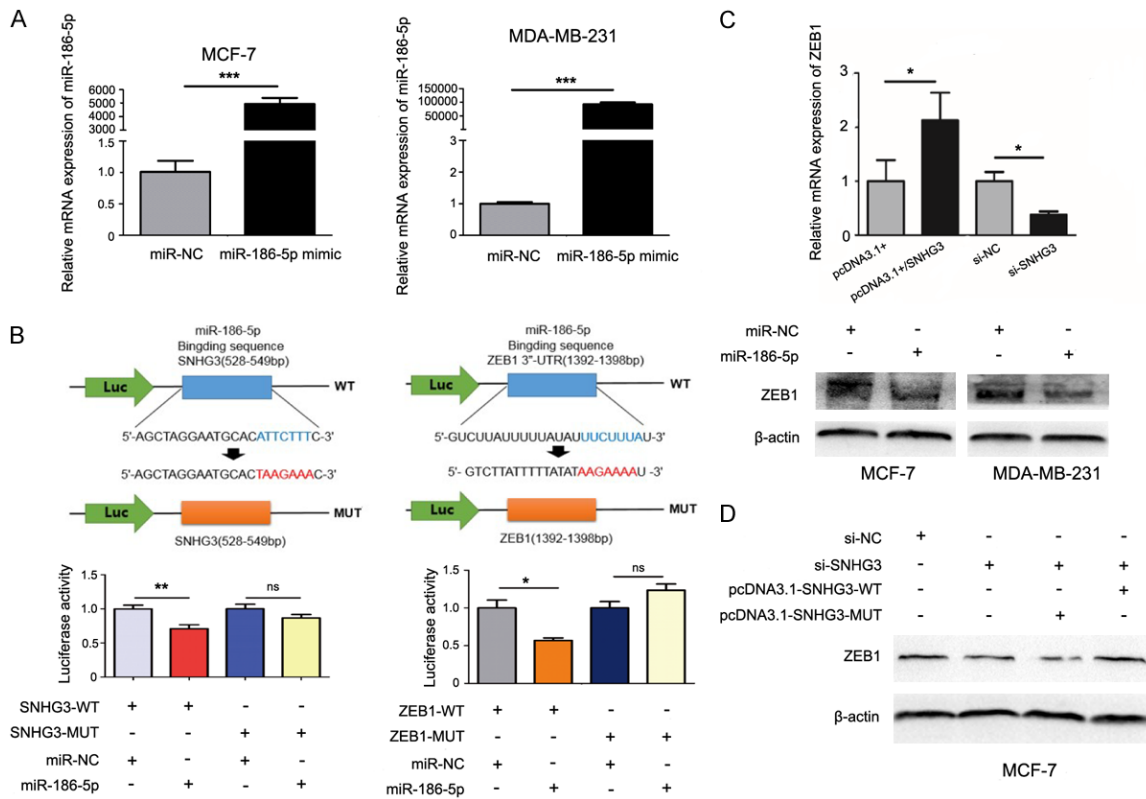 A
MCF-7
Relative mRNA expression of miR-186-5p
6000
5000
4000
3000
1.5
1.0
0.5
0.0
***
miR-NC
miR-186-5p mimic
MDA-MB-231
Relative mRNA expression of miR-186-5p
150000
100000
50000
3
2
1
0
***
miR-NC
miR-186-5p mimic
C
Relative mRNA expression of ZEB1
3
2
1
0
*
*
pcDNA3.1+
pcDNA3.1+/SNHG3
si-NC
si-SNHG3
miR-NC + - + -
miR-186-5p - + - +
ZEB1
β-actin
MCF-7
MDA-MB-231
B
miR-186-5p
Bingding sequence
SNHG3(528-549bp)
Luc
WT
5'-AGCTAGGAATGCACATTCTTTC-3'
5'-AGCTAGGAATGCACTAAGAAAC-3'
Luc
MUT
SNHG3(528-549bp)
Luciferase activity
1.5
1.0
0.5
0.0
**
ns
SNHG3-WT + + - -
SNHG3-MUT - - + +
miR-NC + - + -
miR-186-5p - + - +
miR-186-5p
Bingding sequence
ZEB1 3"-UTR(1392-1398bp)
Luc
WT
5'-GUCUUAUUUUUAUAUUUCUUUAU-3'
5'- GTCTTATTTTTATATAAGAAAAU-3'
Luc
MUT
ZEB1(1392-1398bp)
Luciferase activity
1.5
1.0
0.5
0.0
*
ns
ZEB1-WT + + - -
ZEB1-MUT - - + +
miR-NC + - + -
miR-186-5p - + - +
D
si-NC + - - -
si-SNHG3 - + + +
pcDNA3.1-SNHG3-WT - - - +
pcDNA3.1-SNHG3-MUT - - + -
ZEB1
β-actin
MCF-7